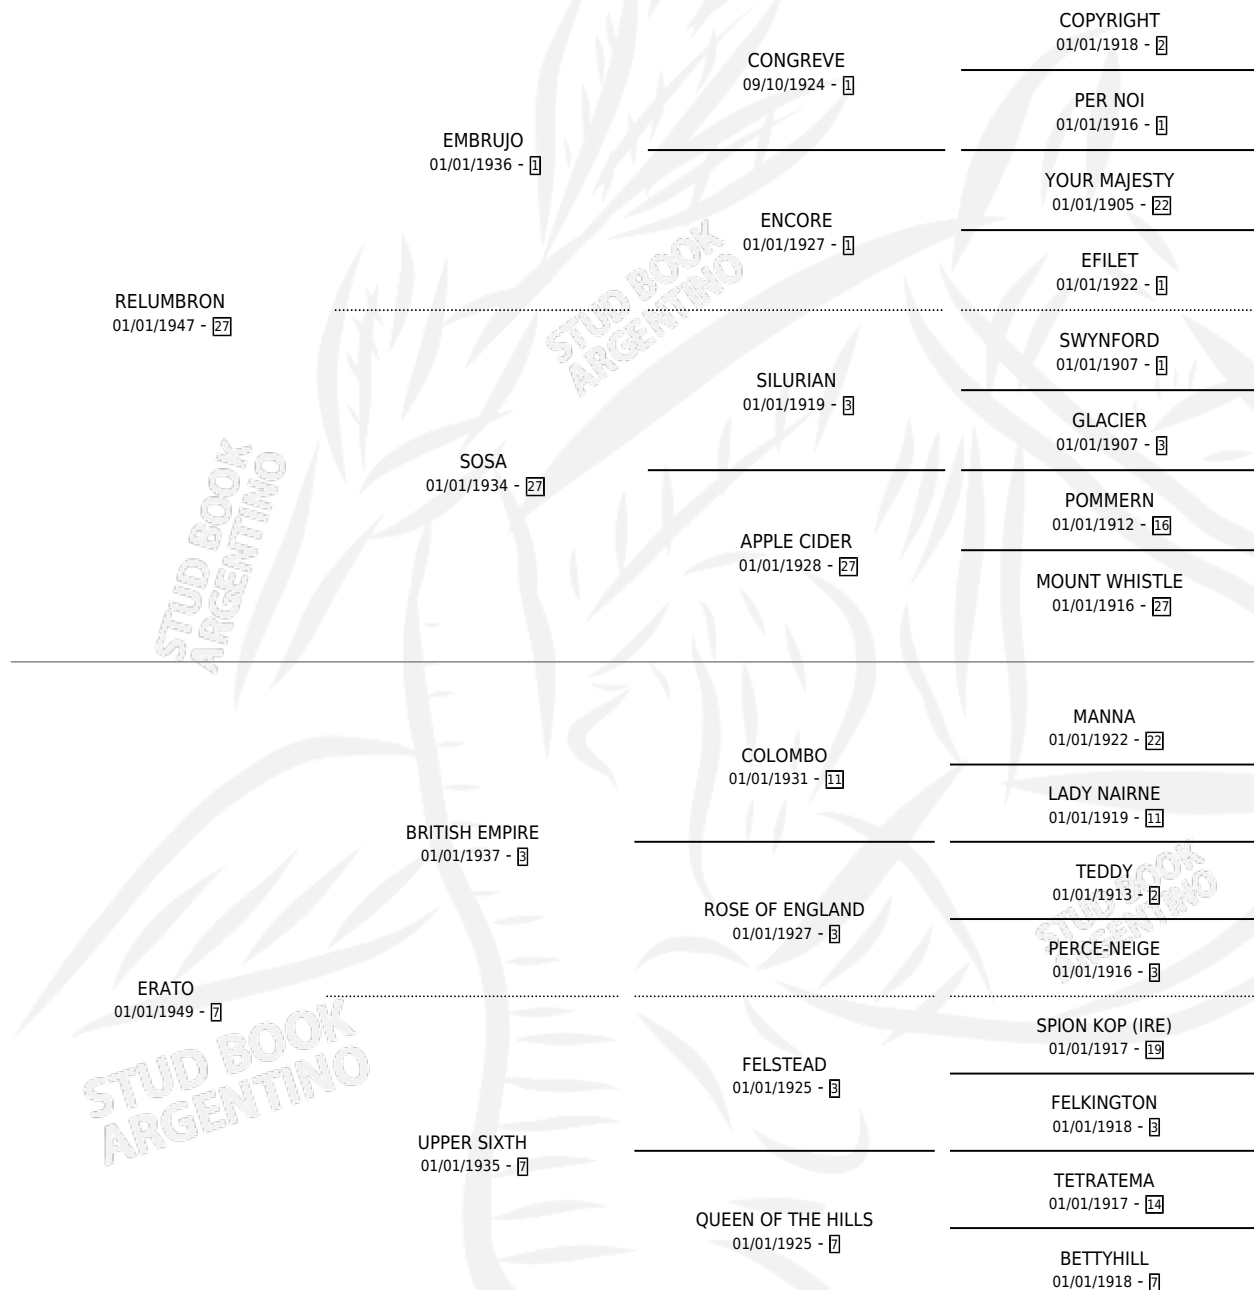 COPYRIGHT
01/01/1918 - 2
CONGREVE
09/10/1924 - 1
PER NOI
01/01/1916 - 1
EMBRUJO
01/01/1936 - 1
YOUR MAJESTY
01/01/1905 - 22
ENCORE
01/01/1927 - 1
EFILET
01/01/1922 - 1
RELUMBRON
01/01/1947 - 27
STUD BOOK
ARGENTINO
SWYNFORD
01/01/1907 - 1
SILURIAN
01/01/1919 - 3
GLACIER
01/01/1907 - 3
SOSA
01/01/1934 - 27
POMMERN
01/01/1912 - 16
APPLE CIDER
01/01/1928 - 27
MOUNT WHISTLE
01/01/1916 - 27
STUD BOOK
ARGENTINO
MANNA
01/01/1922 - 22
COLOMBO
01/01/1931 - 11
LADY NAIRNE
01/01/1919 - 11
BRITISH EMPIRE
01/01/1937 - 3
TEDDY
01/01/1913 - 2
ROSE OF ENGLAND
01/01/1927 - 3
STUD BOOK
ARGENTINO
PERCE-NEIGE
01/01/1916 - 3
ERATO
01/01/1949 - 7
SPION KOP (IRE)
01/01/1917 - 19
STUD BOOK
ARGENTINO
FELSTEAD
01/01/1925 - 3
FELKINGTON
01/01/1918 - 3
UPPER SIXTH
01/01/1935 - 7
TETRATEMA
01/01/1917 - 14
QUEEN OF THE HILLS
01/01/1925 - 7
BETTYHILL
01/01/1918 - 7